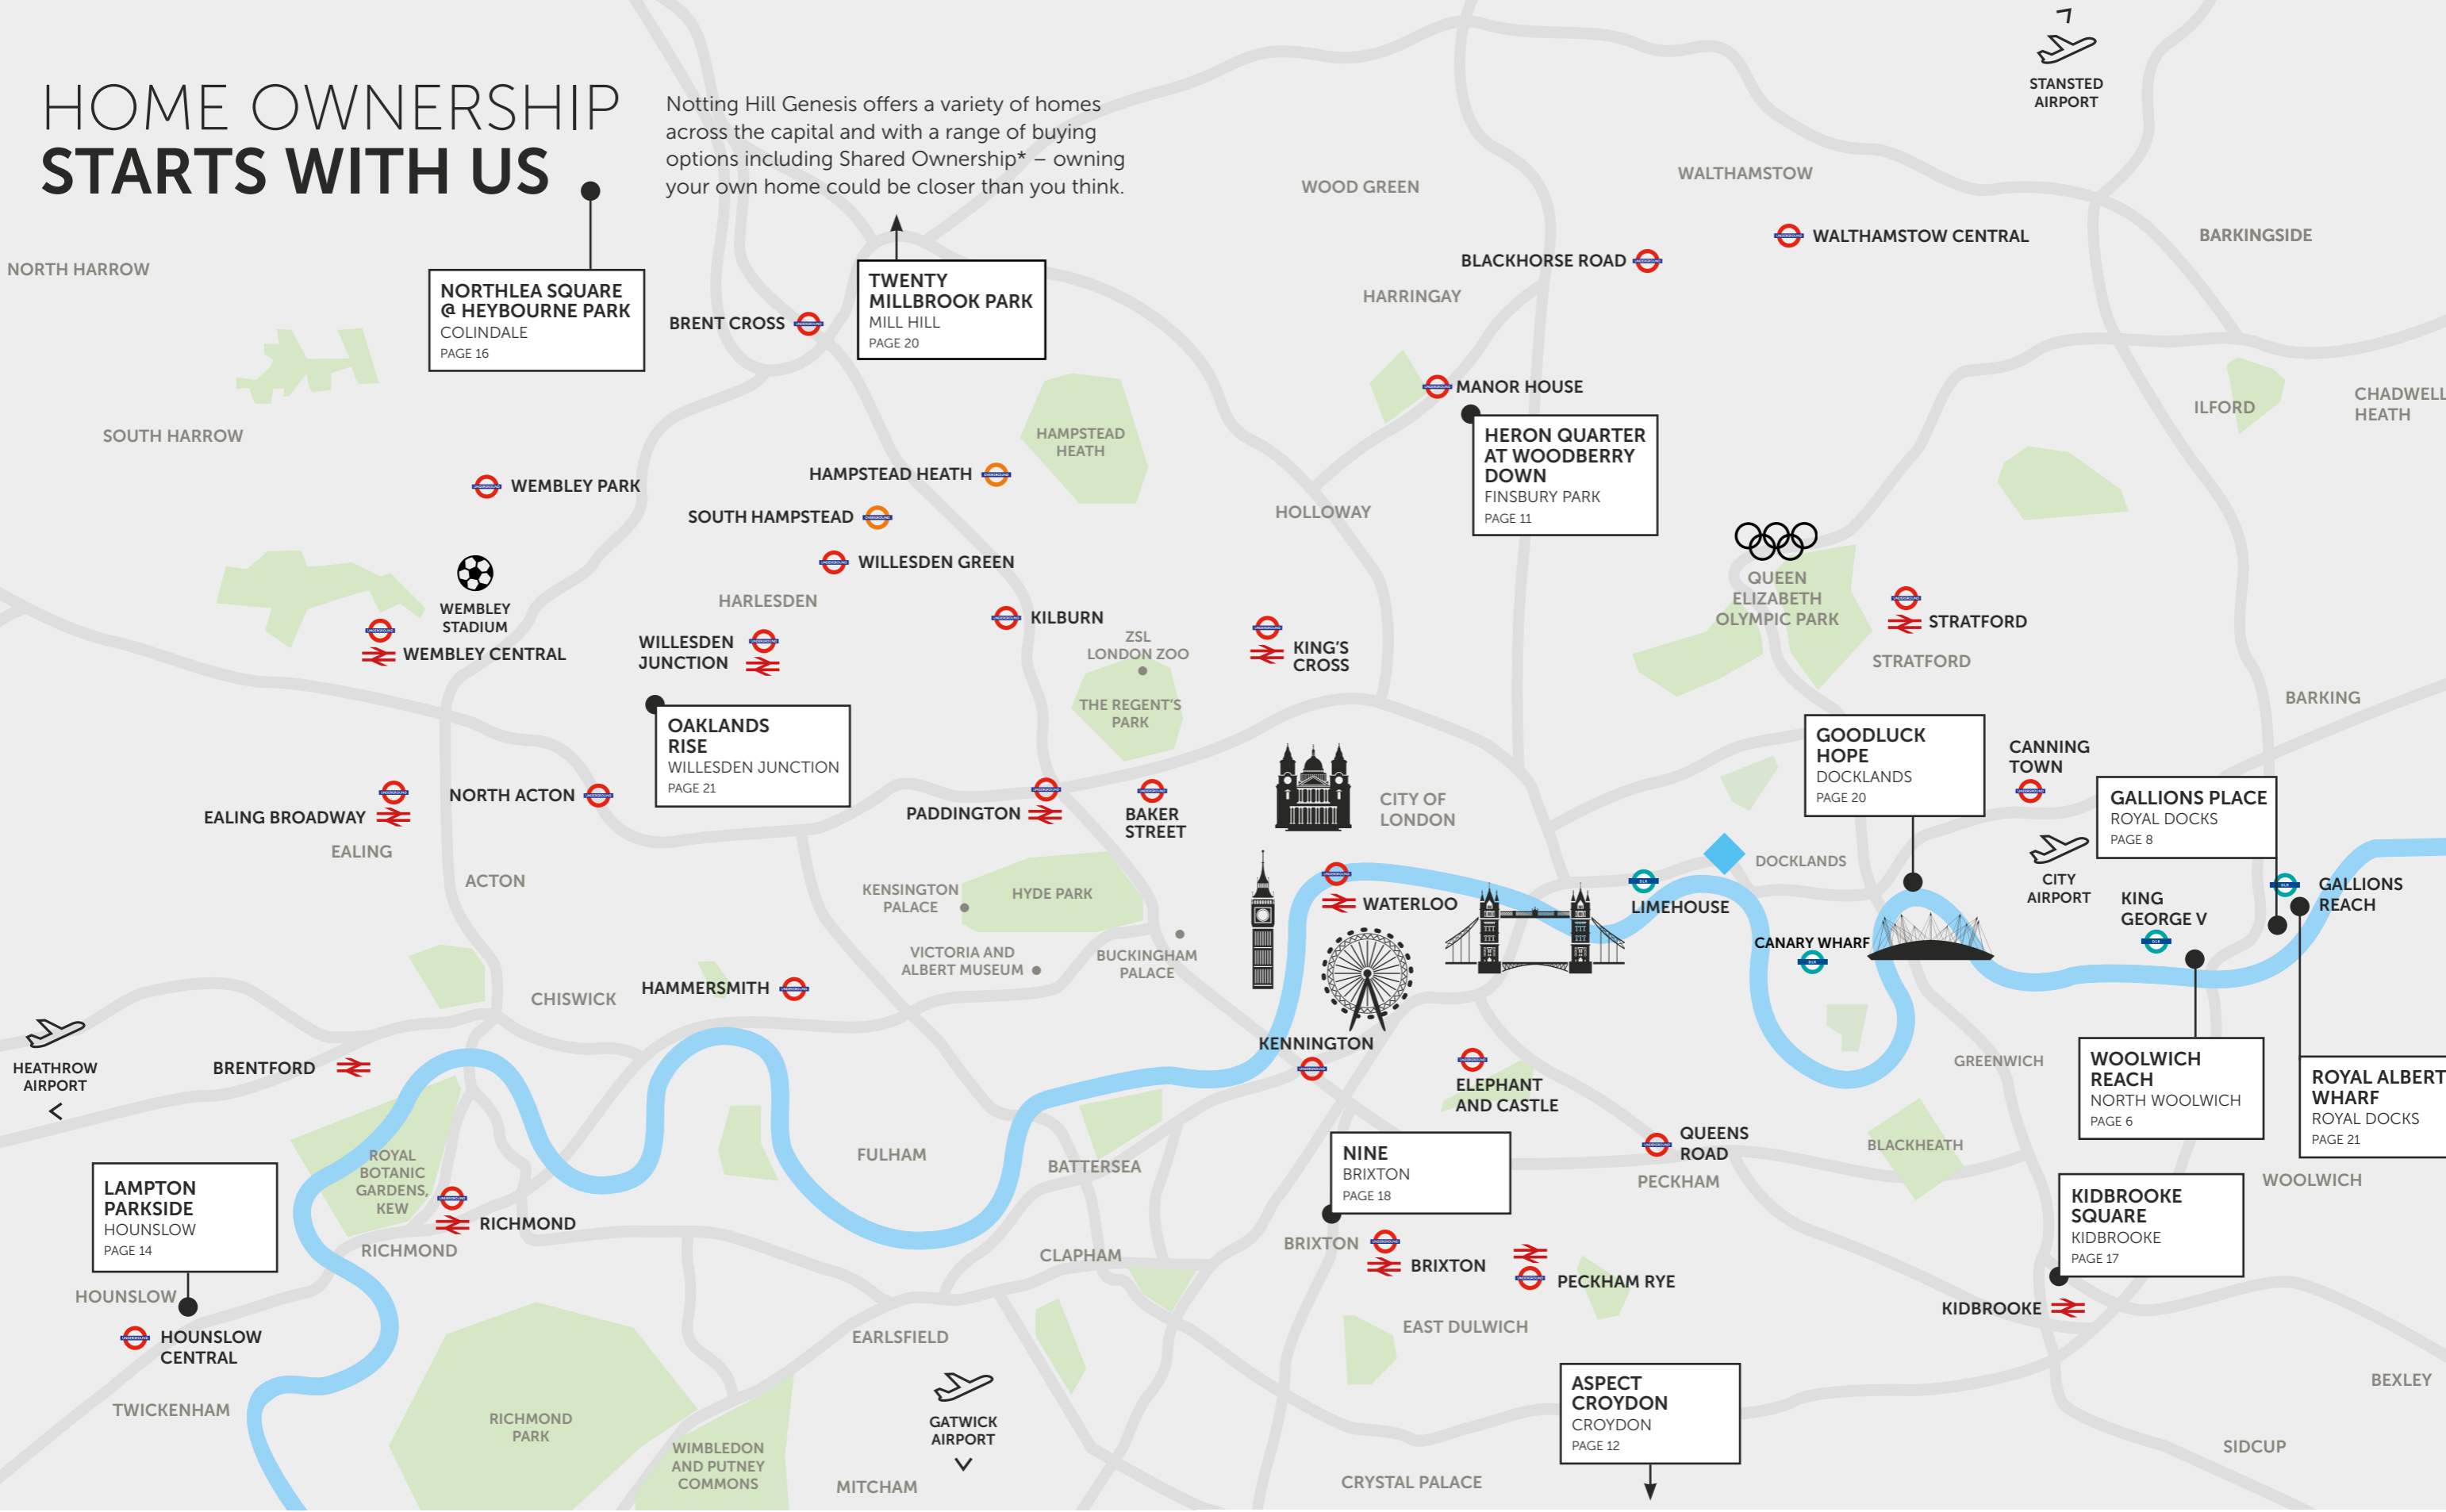 HOME OWNERSHIP
STARTS WITH US
Notting Hill Genesis offers a variety of homes
across the capital and with a range of buying
options including Shared Ownership* – owning
your own home could be closer than you think.
STANSTED
AIRPORT
WOOD GREEN
WALTHAMSTOW
WALTHAMSTOW CENTRAL
BARKINGSIDE
BLACKHORSE ROAD
NORTH HARROW
NORTHLEA SQUARE
@ HEYBOURNE PARK
COLINDALE
PAGE 16
TWENTY
MILLBROOK PARK
MILL HILL
PAGE 20
BRENT CROSS
HARRINGAY
MANOR HOUSE
ILFORD
CHADWELL
HEATH
SOUTH HARROW
HAMPSTEAD
HEATH
HERON QUARTER
AT WOODBERRY
DOWN
FINSBURY PARK
PAGE 11
WEMBLEY PARK
HAMPSTEAD HEATH
SOUTH HAMPSTEAD
HOLLOWAY
WILLESDEN GREEN
HARLESDEN
KILBURN
WEMBLEY
STADIUM
WEMBLEY CENTRAL
WILLESDEN
JUNCTION
ZSL
LONDON ZOO
KING'S
CROSS
QUEEN
ELIZABETH
OLYMPIC PARK
STRATFORD
STRATFORD
BARKING
THE REGENT'S
PARK
OAKLANDS
RISE
WILLESDEN JUNCTION
PAGE 21
GOODLUCK
HOPE
DOCKLANDS
PAGE 20
CANNING
TOWN
GALLIONS PLACE
ROYAL DOCKS
PAGE 8
EALING BROADWAY
EALING
NORTH ACTON
PADDINGTON
BAKER
STREET
CITY OF
LONDON
DOCKLANDS
CITY
AIRPORT
ACTON
KENSINGTON
PALACE
HYDE PARK
WATERLOO
LIMEHOUSE
KING
GEORGE V
GALLIONS
REACH
CANARY WHARF
VICTORIA AND
ALBERT MUSEUM
BUCKINGHAM
PALACE
CHISWICK
HAMMERSMITH
HEATHROW
AIRPORT
BRENTFORD
KENNINGTON
ELEPHANT
AND CASTLE
GREENWICH
WOOLWICH
REACH
NORTH WOOLWICH
PAGE 6
ROYAL ALBERT
WHARF
ROYAL DOCKS
PAGE 21
ROYAL
BOTANIC
GARDENS,
KEW
FULHAM
BATTERSEA
NINE
BRIXTON
PAGE 18
QUEENS
ROAD
PECKHAM
BLACKHEATH
WOOLWICH
LAMPTON
PARKSIDE
HOUNSLOW
PAGE 14
RICHMOND
RICHMOND
CLAPHAM
BRIXTON
BRIXTON
PECKHAM RYE
KIDBROOKE
SQUARE
KIDBROOKE
PAGE 17
HOUNSLOW
HOUNSLOW
CENTRAL
EARLSFIELD
EAST DULWICH
KIDBROOKE
TWICKENHAM
RICHMOND
PARK
WIMBLEDON
AND PUTNEY
COMMONS
GATWICK
AIRPORT
MITCHAM
CRYSTAL PALACE
ASPECT
CROYDON
CROYDON
PAGE 12
BEXLEY
SIDCUP